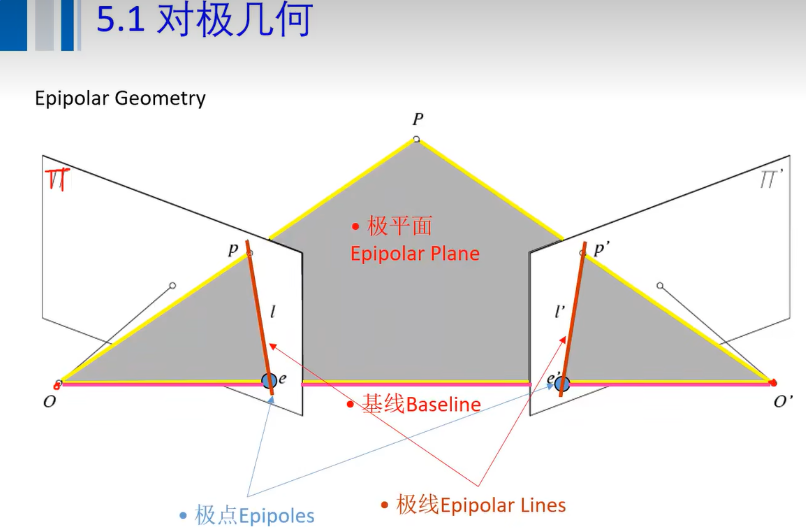 5.1 对极几何
Epipolar Geometry
P
Π
Π'
• 极平面
Epipolar Plane
p
p'
l
l'
e
e'
O
O'
• 基线Baseline
• 极点Epipoles
• 极线Epipolar Lines